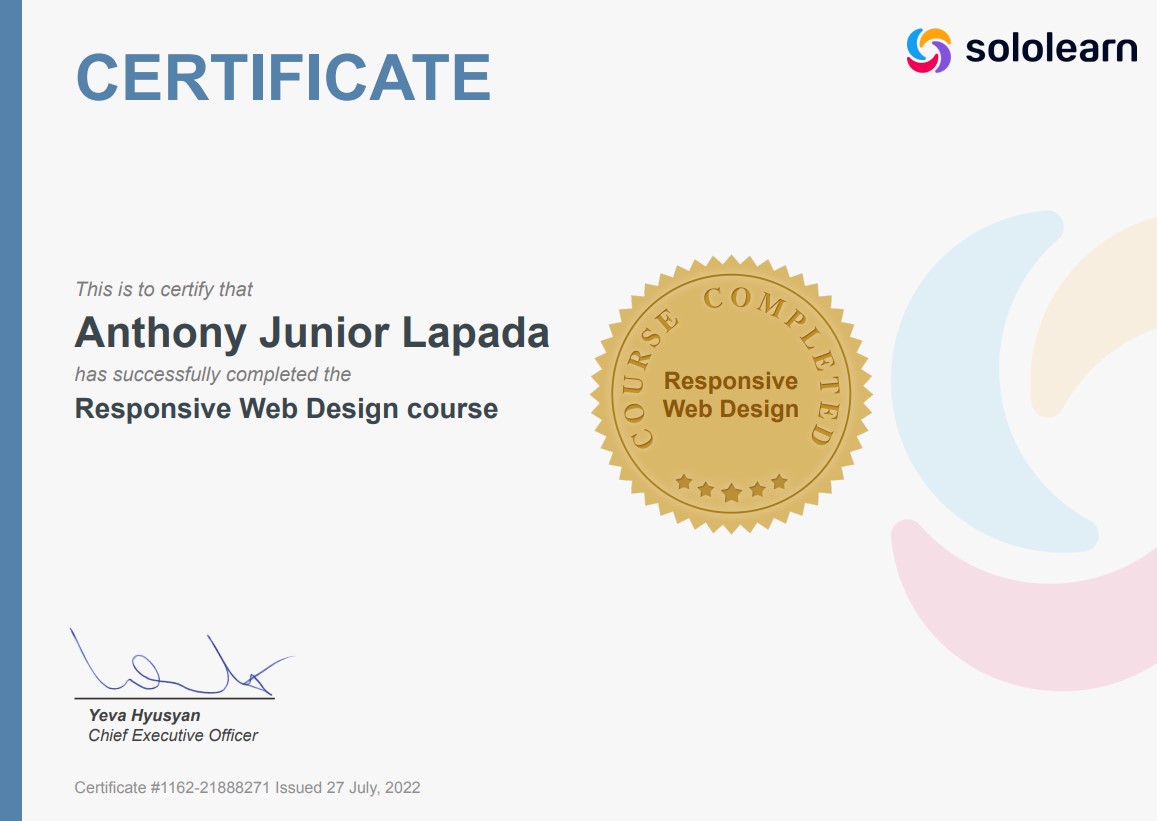 CERTIFICATE
sololearn
This is to certify that
Anthony Junior Lapada
has successfully completed the
Responsive Web Design course
COURSE COMPLETED
Responsive
Web Design
Yeva Hyusyan
Chief Executive Officer
Certificate #1162-21888271 Issued 27 July, 2022